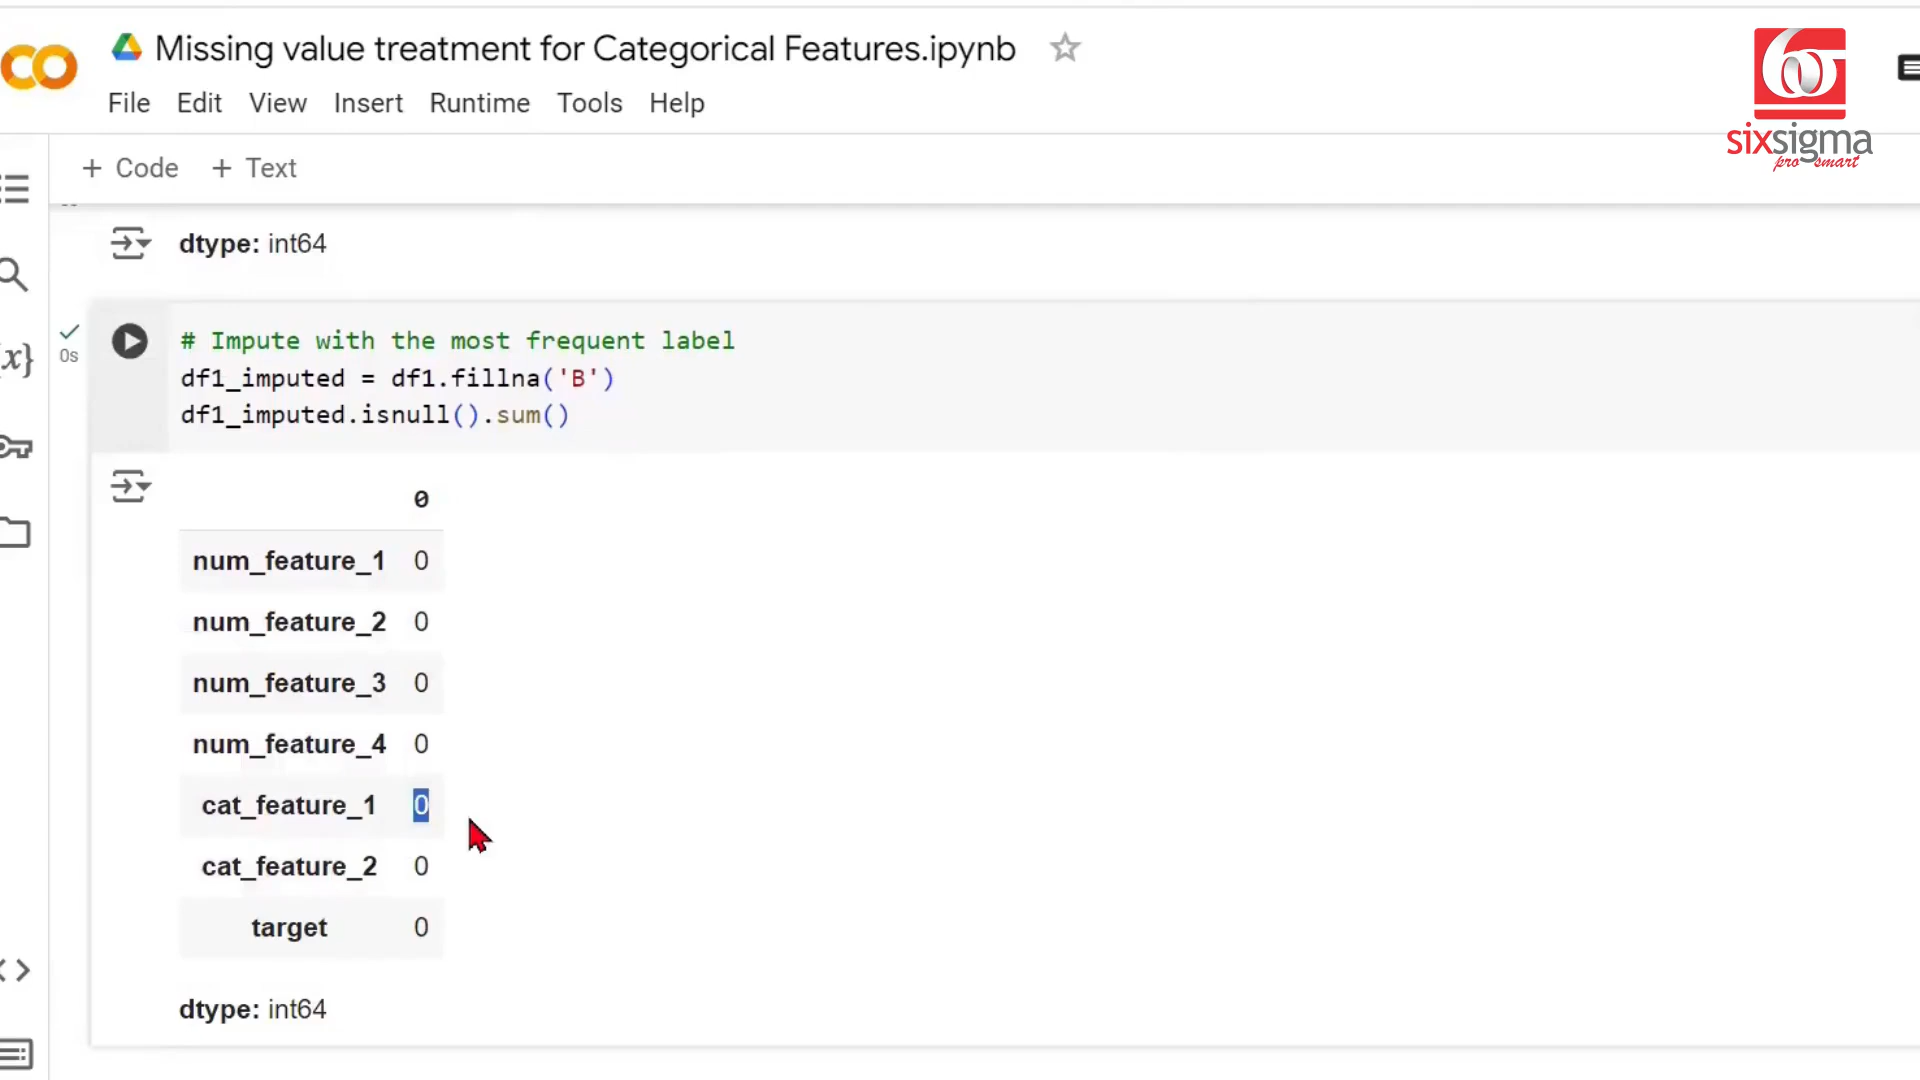 Missing value treatment for Categorical Features.ipynb
File Edit View Insert Runtime Tools Help
sixsigma
pro smart
+ Code + Text
dtype: int64
0s
# Impute with the most frequent label
df1_imputed = df1.fillna('B')
df1_imputed.isnull().sum()
{x}
0
num_feature_1 0
num_feature_2 0
num_feature_3 0
num_feature_4 0
cat_feature_1 0
cat_feature_2 0
target 0
dtype: int64